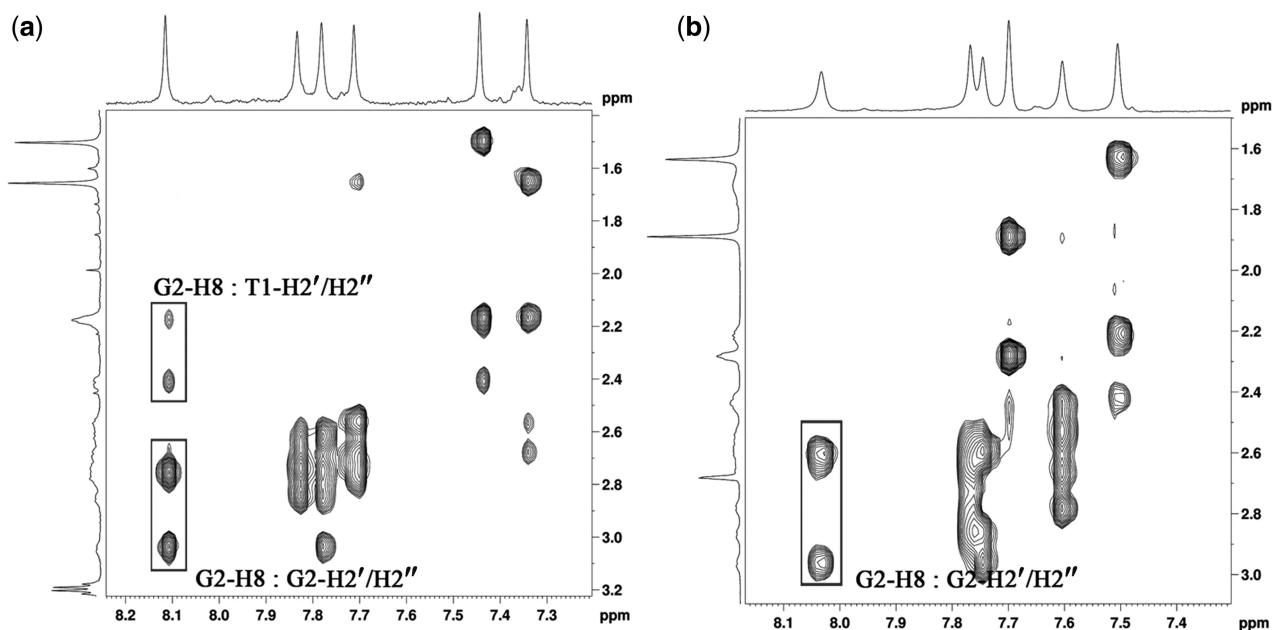 (a)
ppm
1.6
1.8
2.0
G2-H8 : T1-H2′/H2″
2.2
2.4
2.6
2.8
3.0
G2-H8 : G2-H2′/H2″
3.2
8.2 8.1 8.0 7.9 7.8 7.7 7.6 7.5 7.4 7.3 ppm
(b)
ppm
1.6
1.8
2.0
2.2
2.4
2.6
2.8
3.0
G2-H8 : G2-H2′/H2″
8.1 8.0 7.9 7.8 7.7 7.6 7.5 7.4 ppm